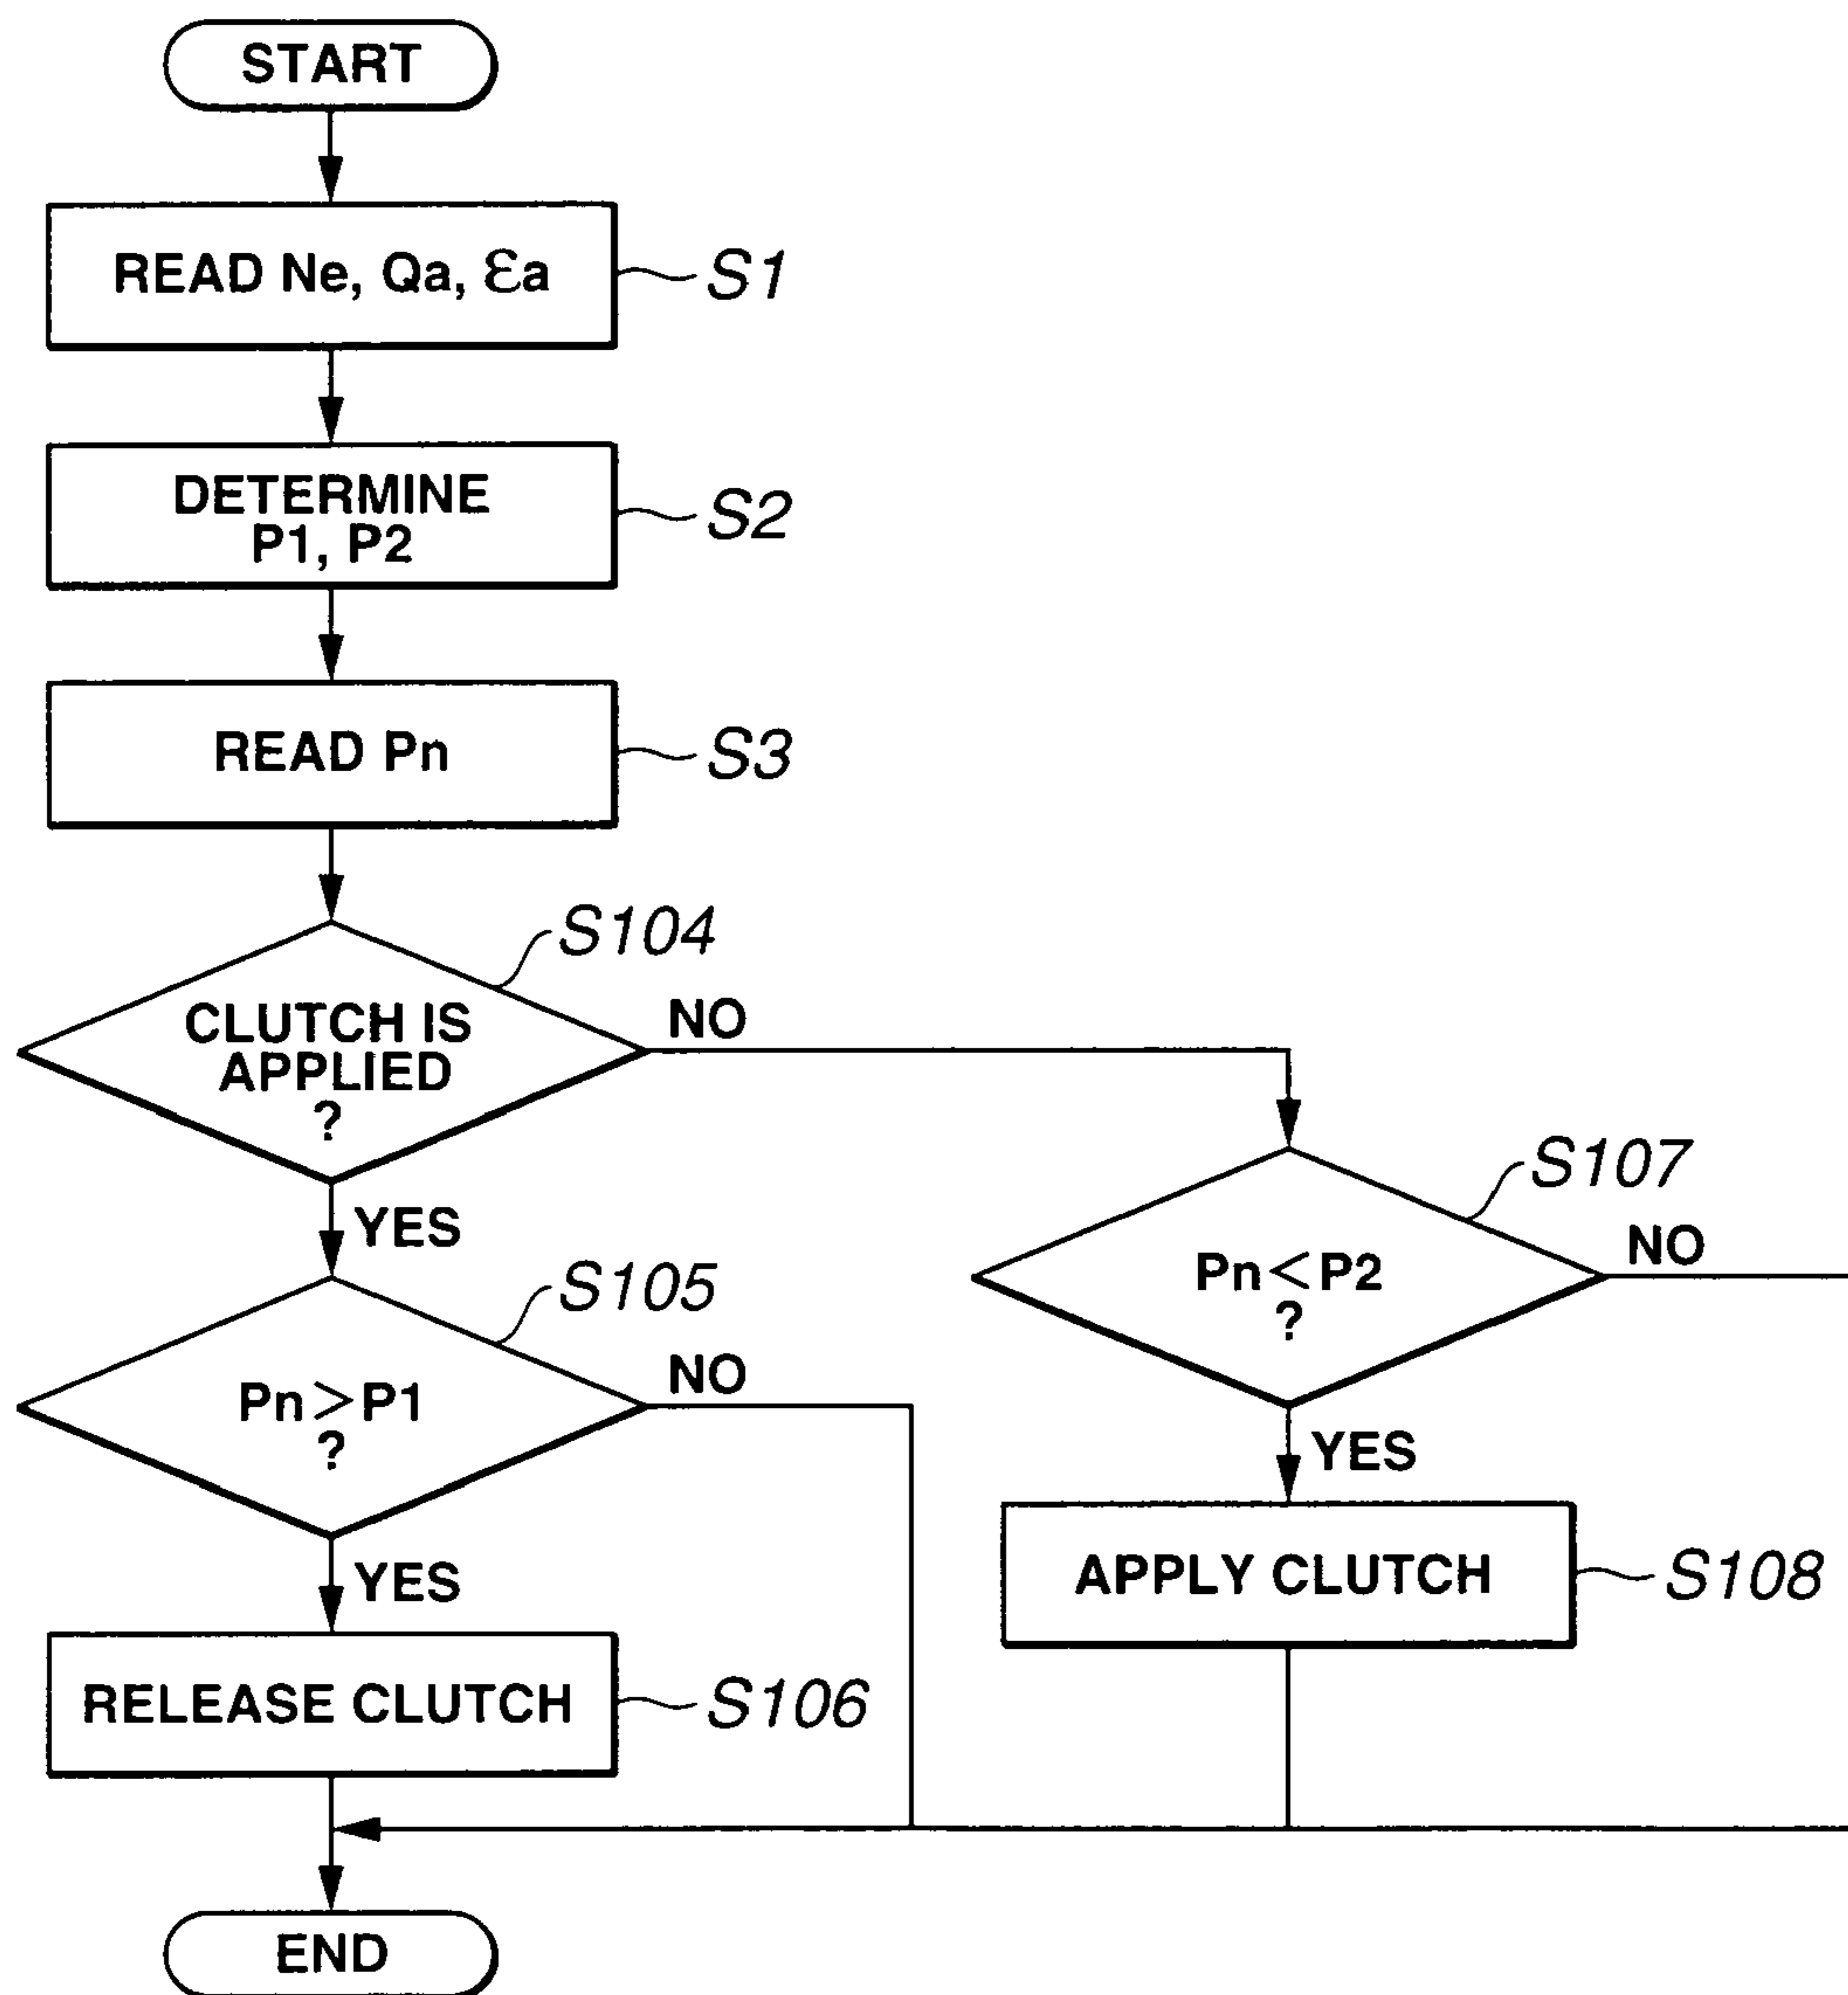 START
READ Ne, Qa, εa
S1
DETERMINE
P1, P2
S2
READ Pn
S3
S104
CLUTCH IS
APPLIED
?
NO
YES
S105
Pn>P1
?
NO
YES
RELEASE CLUTCH
S106
S107
Pn<P2
?
NO
YES
APPLY CLUTCH
S108
END